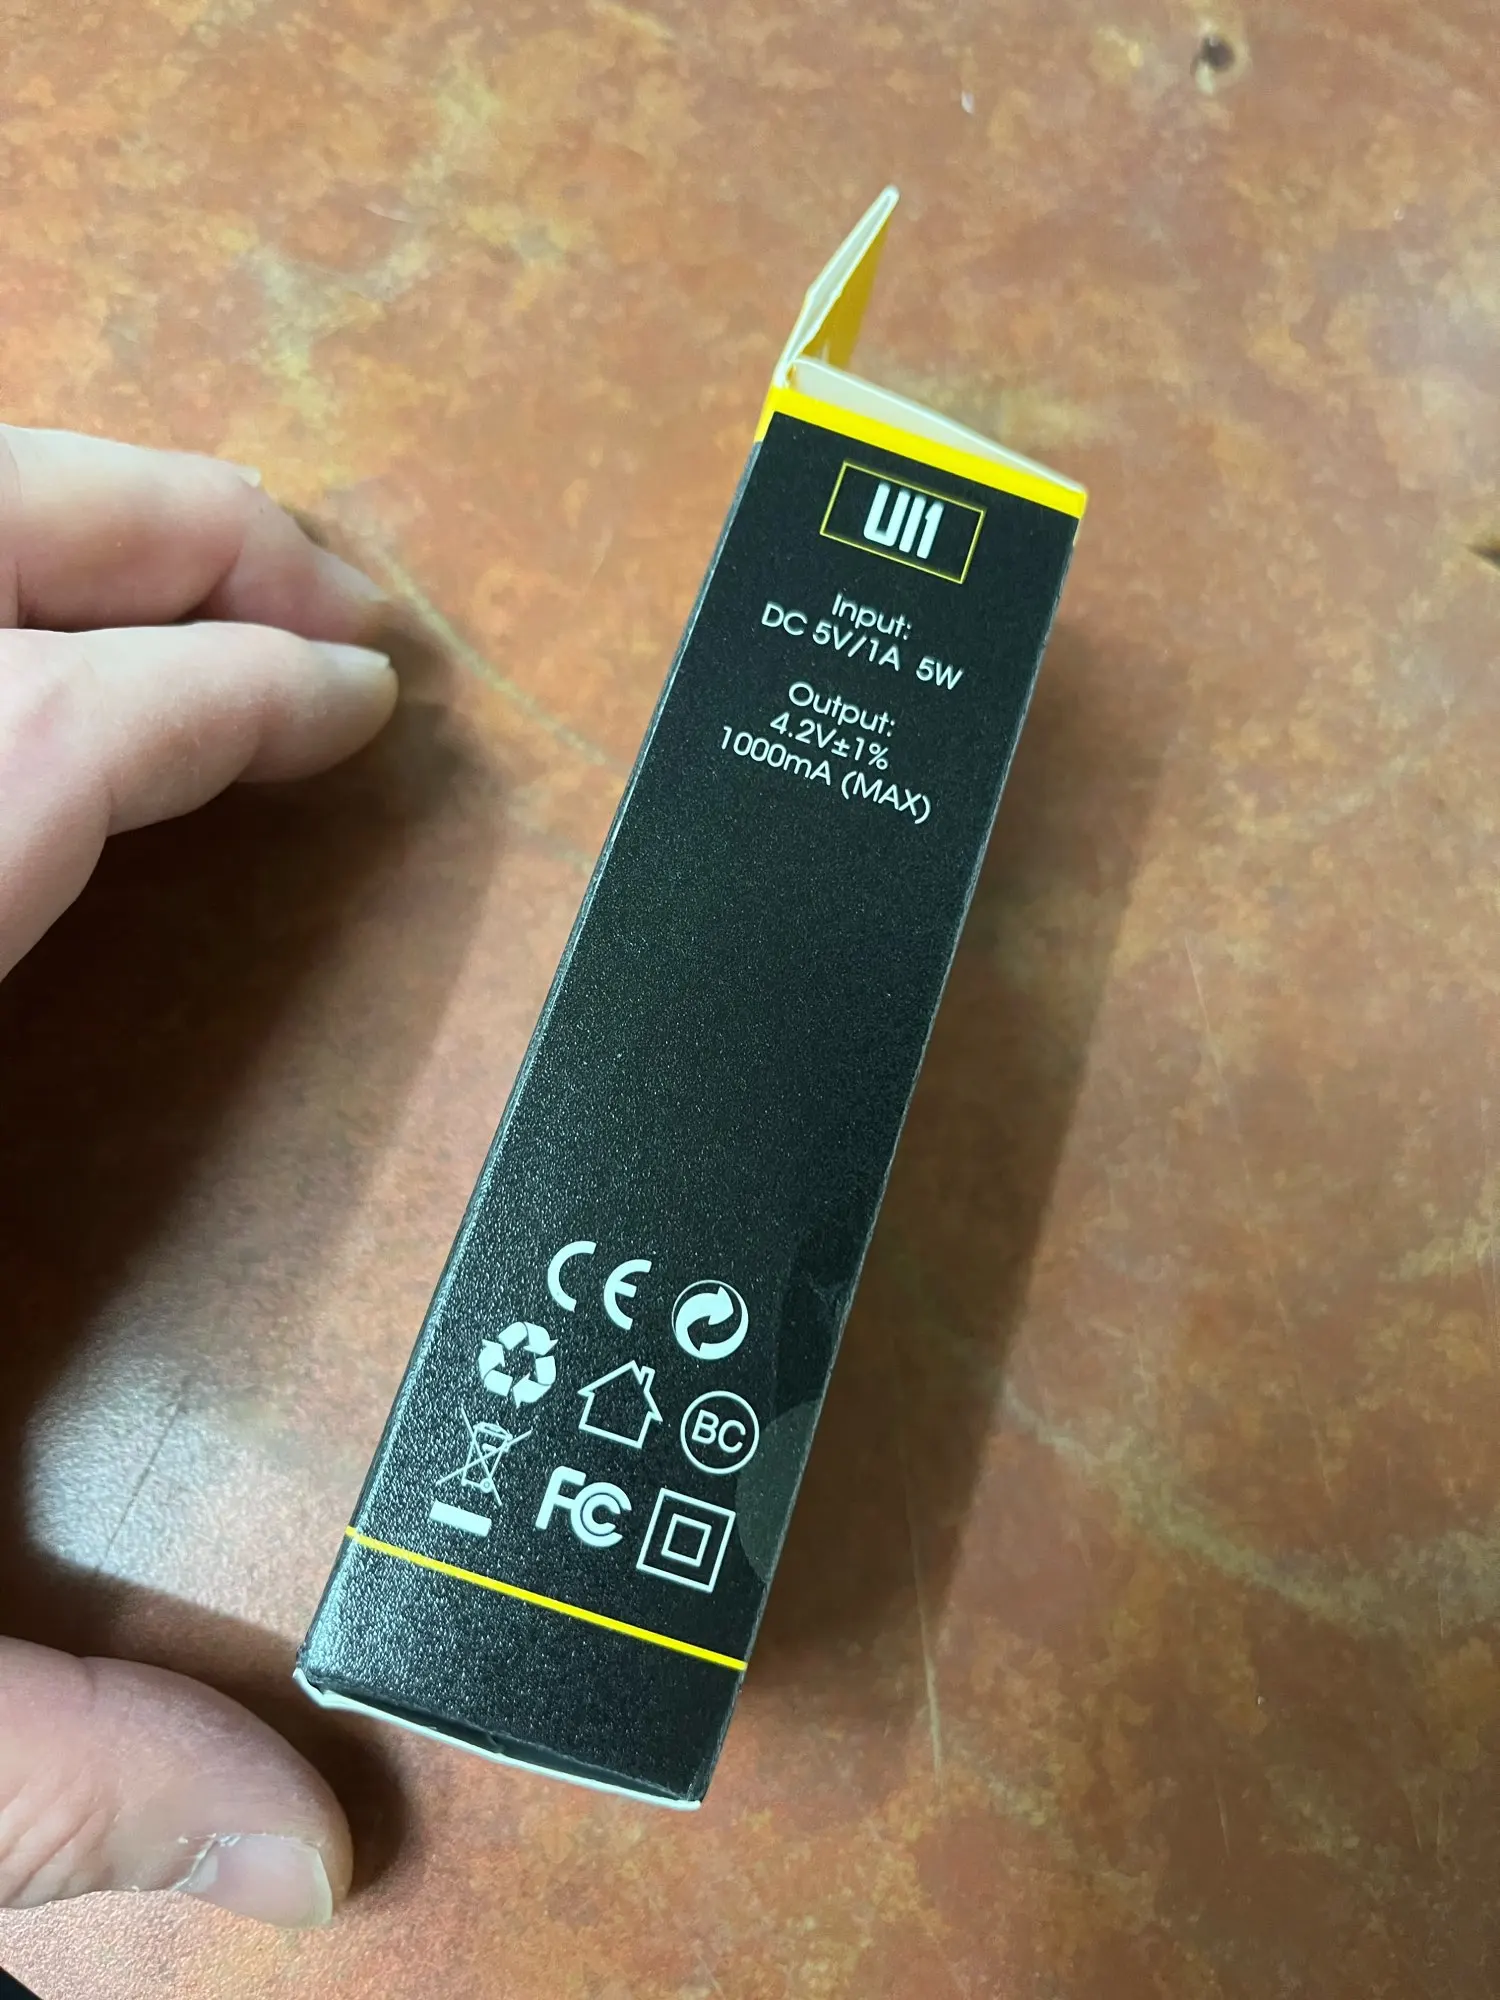 UI1
Input:
DC 5V/1A 5W
Output:
4.2V±1%
1000mA (MAX)
CE
BC
FC